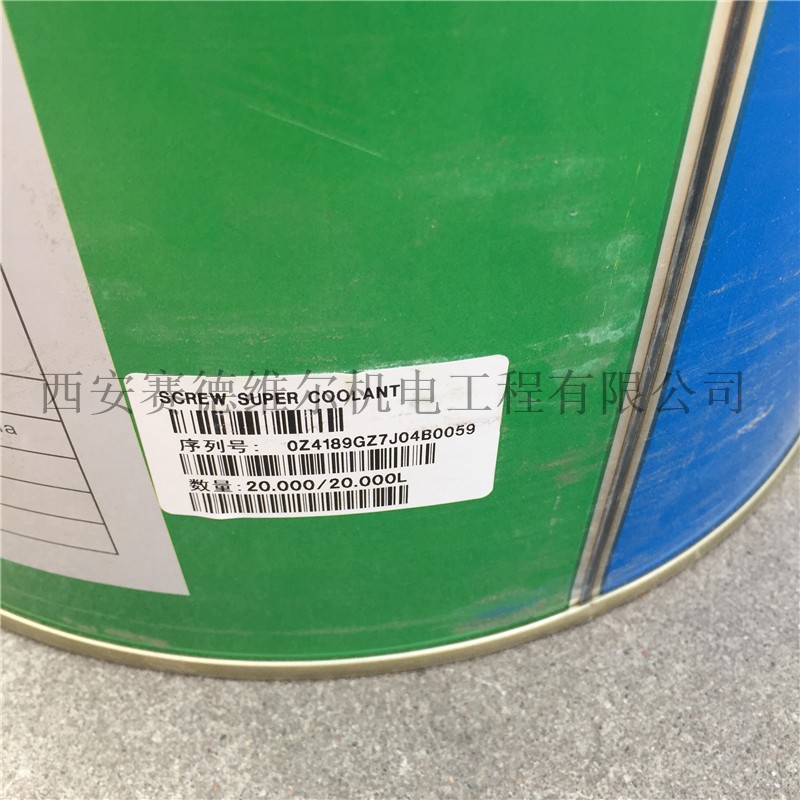 西安赛德维尔机电工程有限公司
SCREW SUPER COOLANT
序列号: 0Z4189GZ7J04B0059
数量:20.000/20.000L
na